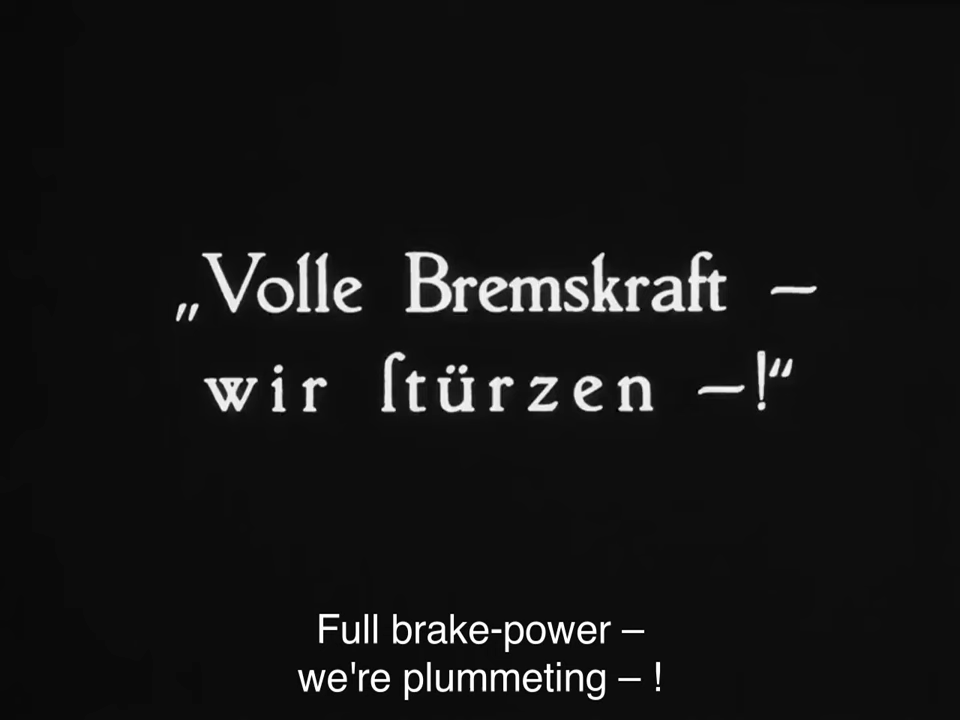 „Volle Bremskraft –
wir ſtürzen –!“
Full brake-power –
we're plummeting – !